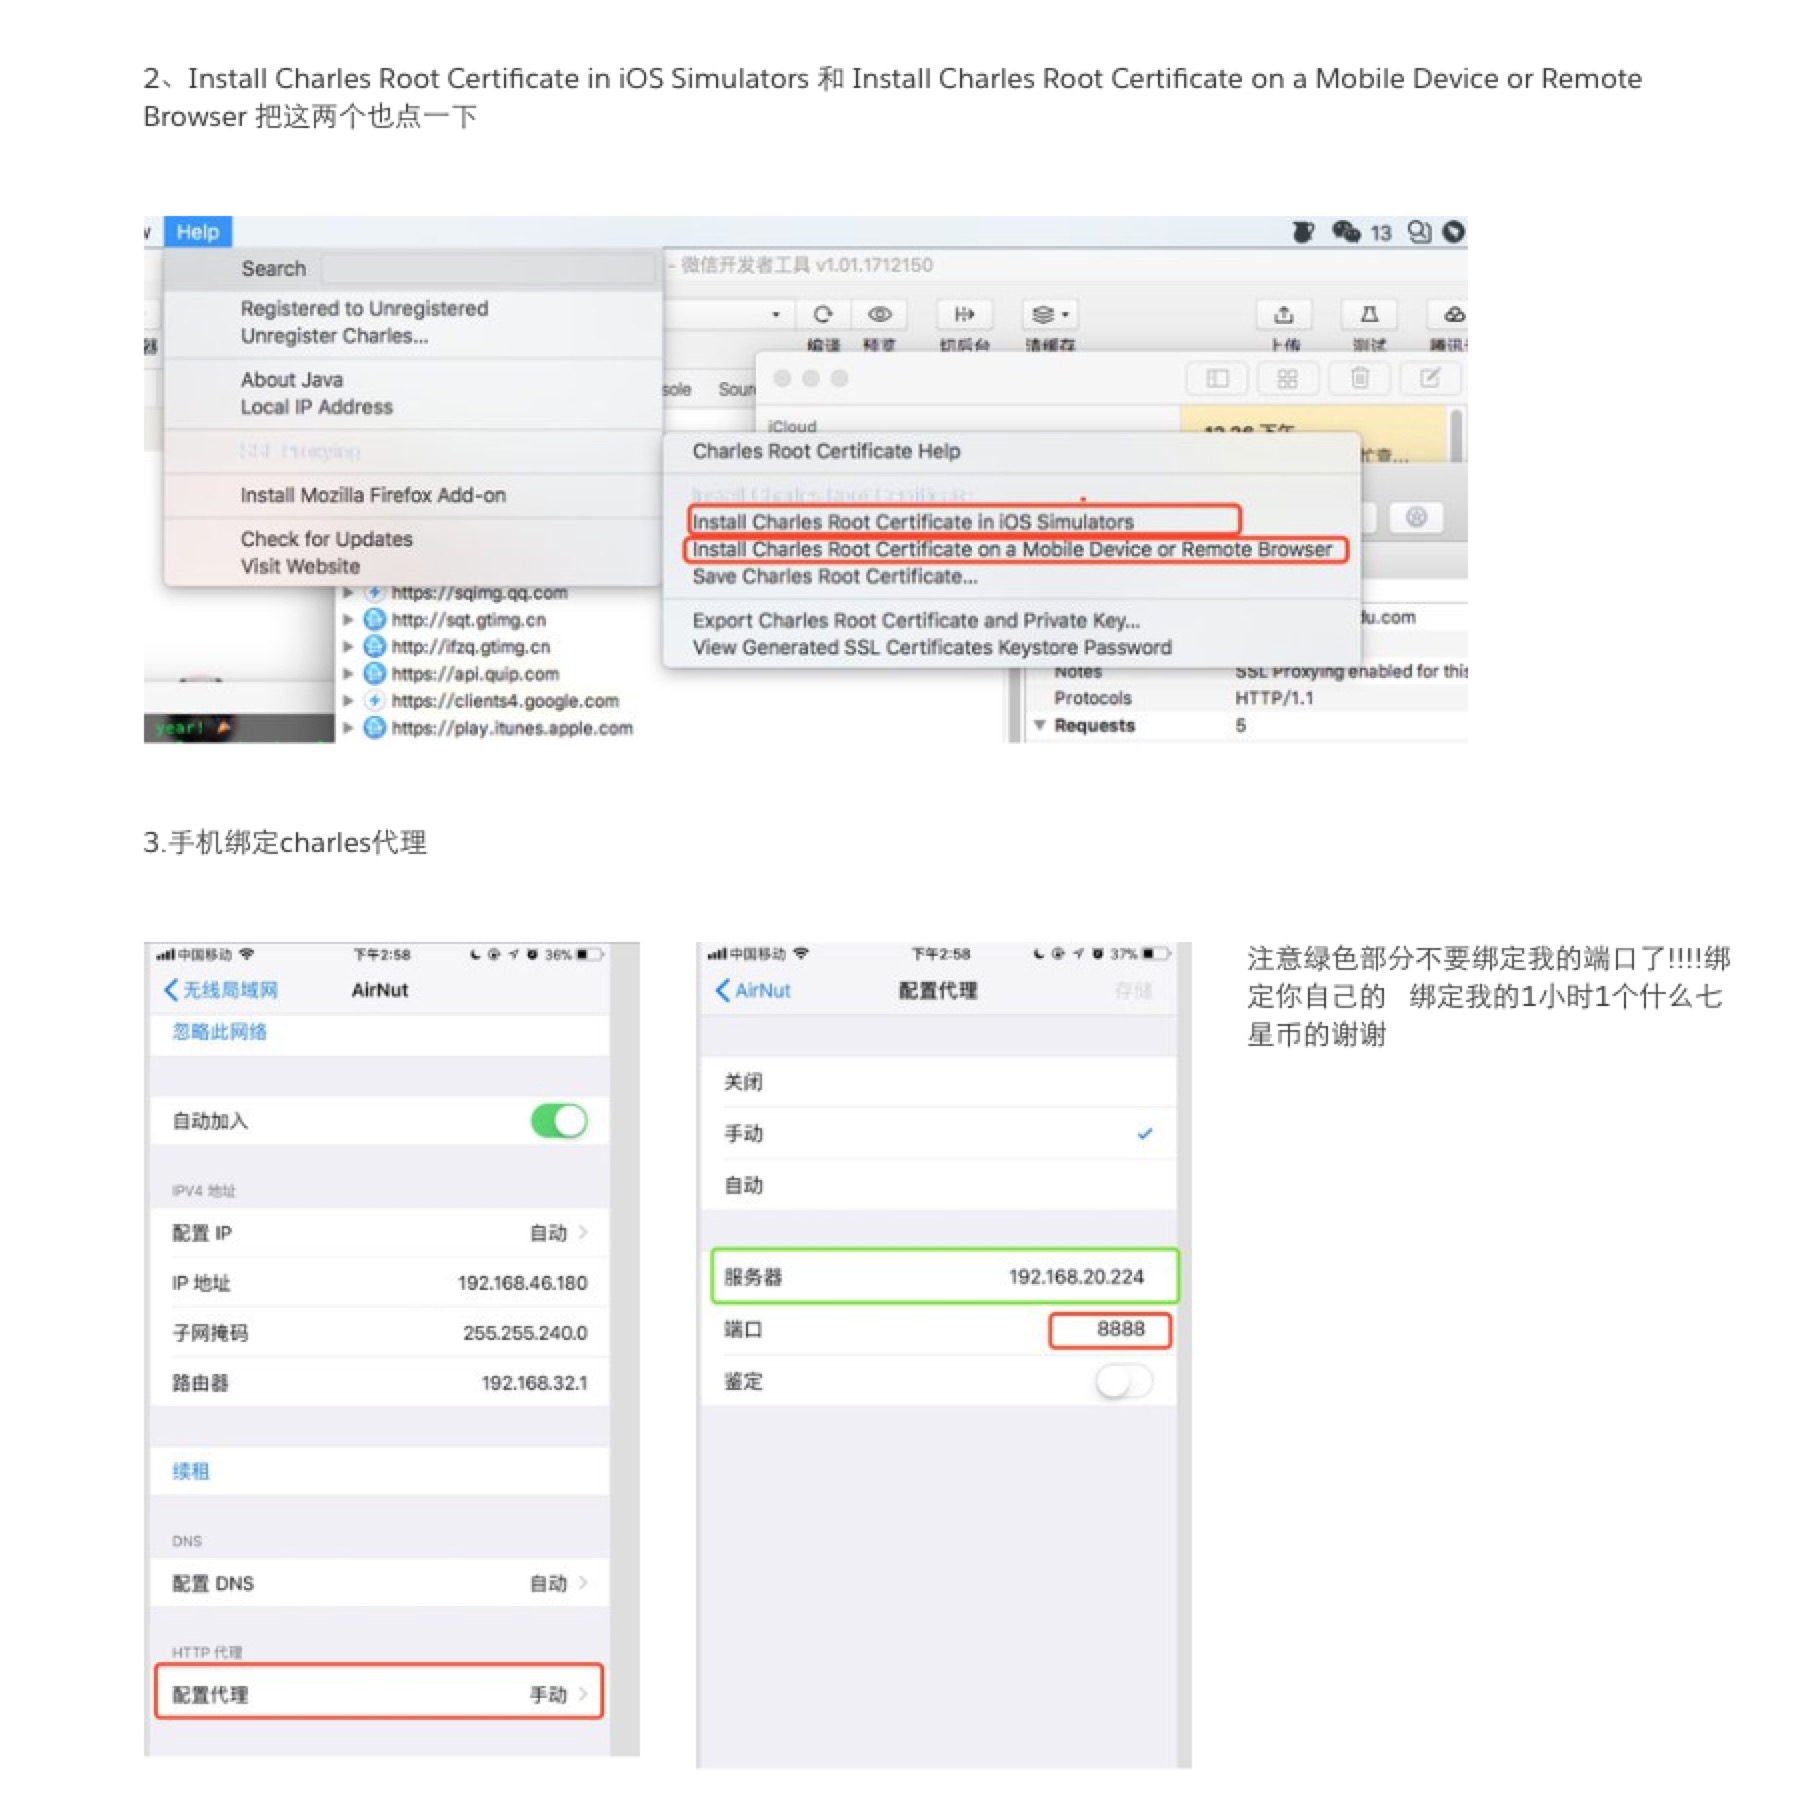 2、Install Charles Root Certificate in iOS Simulators 和 Install Charles Root Certificate on a Mobile Device or Remote
Browser 把这两个也点一下
Help
13
Search
- 微信开发者工具 v1.01.1712150
Registered to Unregistered
Unregister Charles...
编译 预览 切后台 清缓存 上传 测试
About Java
Local IP Address
iCloud
Charles Root Certificate Help
SSL Proxying
Install Charles Root Certificate
Install Mozilla Firefox Add-on
Install Charles Root Certificate in iOS Simulators
Install Charles Root Certificate on a Mobile Device or Remote Browser
Check for Updates
Visit Website
Save Charles Root Certificate...
Export Charles Root Certificate and Private Key...
View Generated SSL Certificates Keystore Password
https://sqimg.qq.com
http://sqt.gtimg.cn
http://ifzq.gtimg.cn
https://api.quip.com
https://clients4.google.com
https://play.itunes.apple.com
du.com
Notes SSL Proxying enabled for this
Protocols HTTP/1.1
Requests 5
year!
3.手机绑定charles代理
中国移动 下午2:58 36%
无线局域网 AirNut
忽略此网络
自动加入
IPV4 地址
配置 IP 自动
IP 地址 192.168.46.180
子网掩码 255.255.240.0
路由器 192.168.32.1
续租
DNS
配置 DNS 自动
HTTP 代理
配置代理 手动
中国移动 下午2:58 37%
AirNut 配置代理 存储
关闭
手动
自动
服务器 192.168.20.224
端口 8888
鉴定
注意绿色部分不要绑定我的端口了!!!!绑
定你自己的 绑定我的1小时1个什么七
星币的谢谢